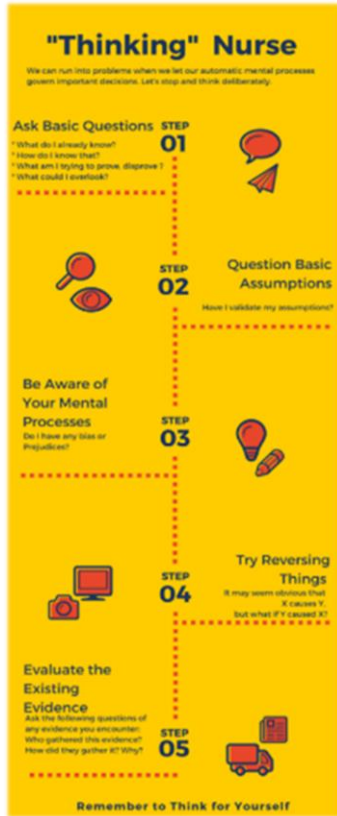 "Thinking" Nurse
We can run into problems when we let our automatic mental processes
govern important decisions. Let's stop and think deliberately.
Ask Basic Questions
* What do I already know?
* How do I know that?
* What am I trying to prove, disprove ?
* What could I overlook?
STEP
01
STEP
02
Question Basic
Assumptions
Have I validate my assumptions?
Be Aware of
Your Mental
Processes
Do I have any bias or
Prejudices?
STEP
03
STEP
04
Try Reversing
Things
It may seem obvious that
X causes Y,
but what if Y caused X?
Evaluate the
Existing
Evidence
Ask the following questions of
any evidence you encounter:
Who gathered this evidence?
How did they gather it? Why?
STEP
05
Remember to Think for Yourself